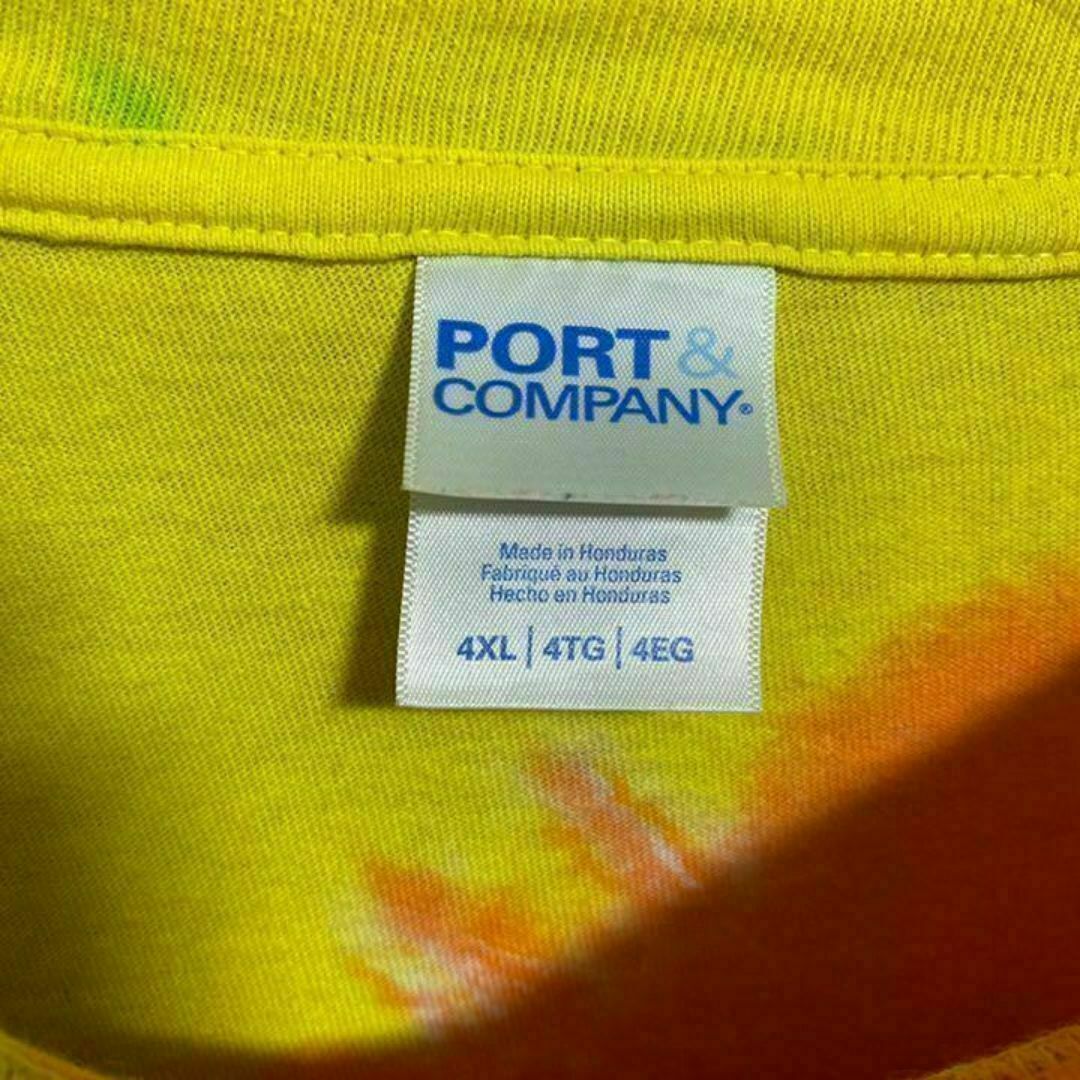 PORT &
COMPANY®
Made in Honduras
Fabriqué au Honduras
Hecho en Honduras
4XL | 4TG | 4EG